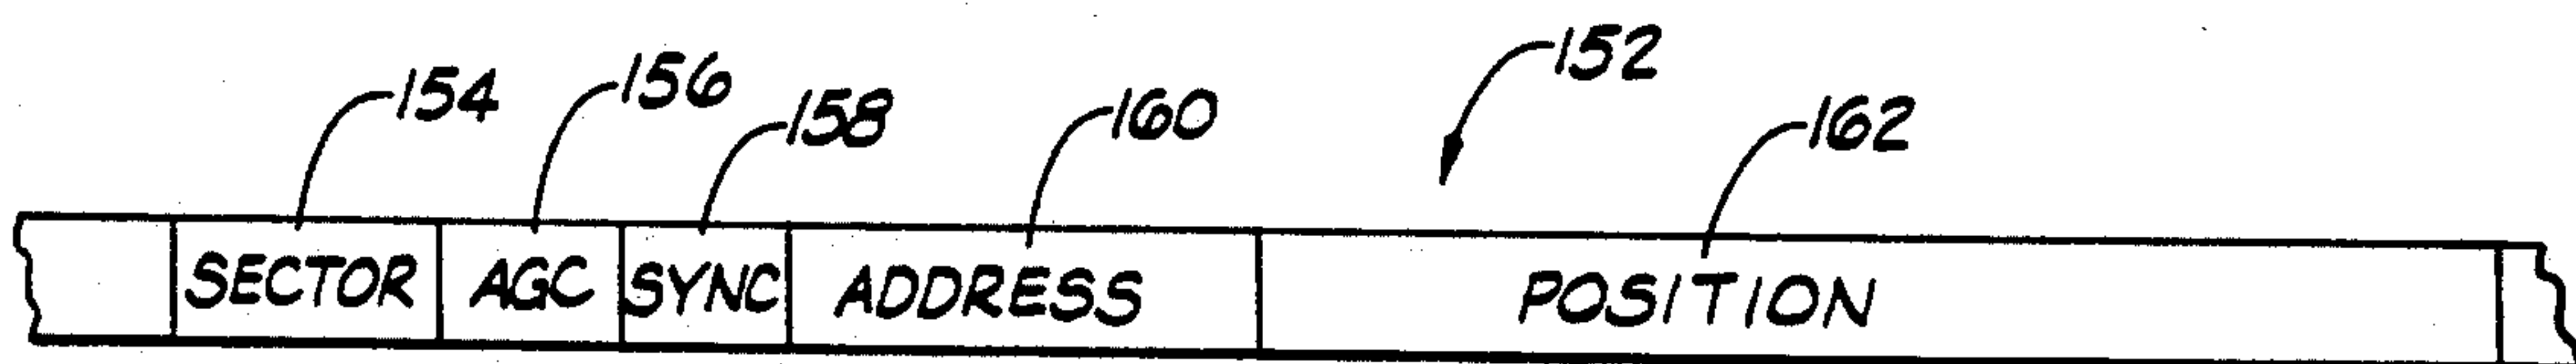 154 156 158 160 152 162
SECTOR AGC SYNC ADDRESS POSITION